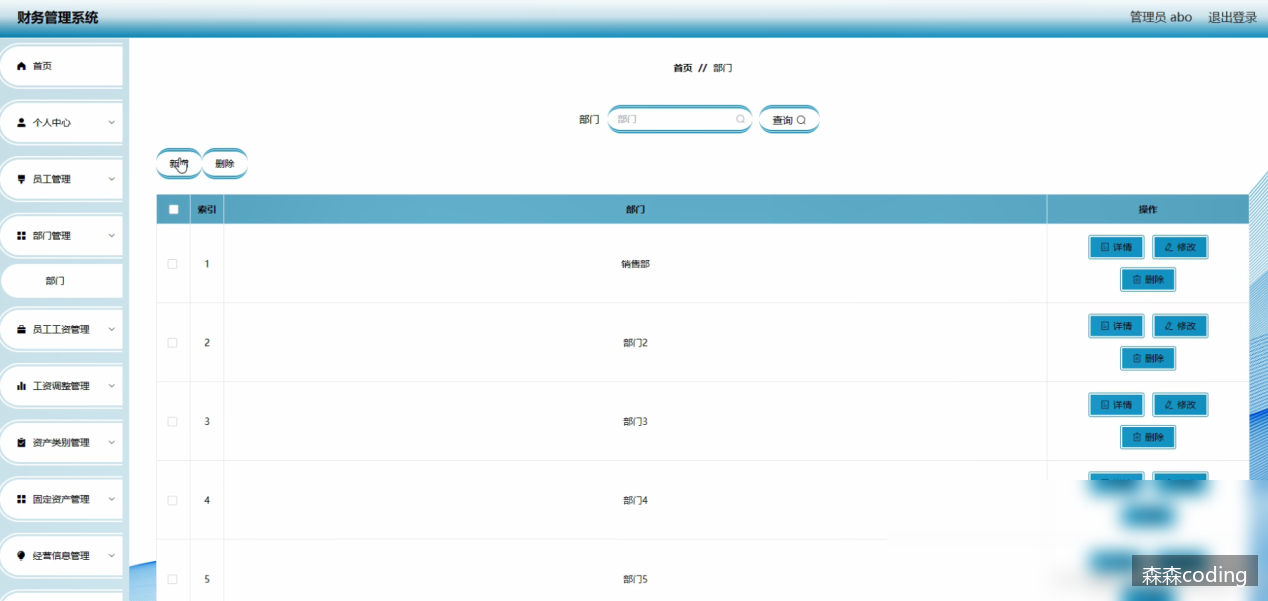 财务管理系统
管理员 abo 退出登录
首页
个人中心
员工管理
部门管理
部门
员工工资管理
工资调整管理
资产类别管理
固定资产管理
经营信息管理
首页 // 部门
部门 部门 查询
删除
索引 部门 操作
1 销售部 详情 修改
删除
2 部门2 详情 修改
删除
3 部门3 详情 修改
删除
4 部门4
5 部门5
森森coding